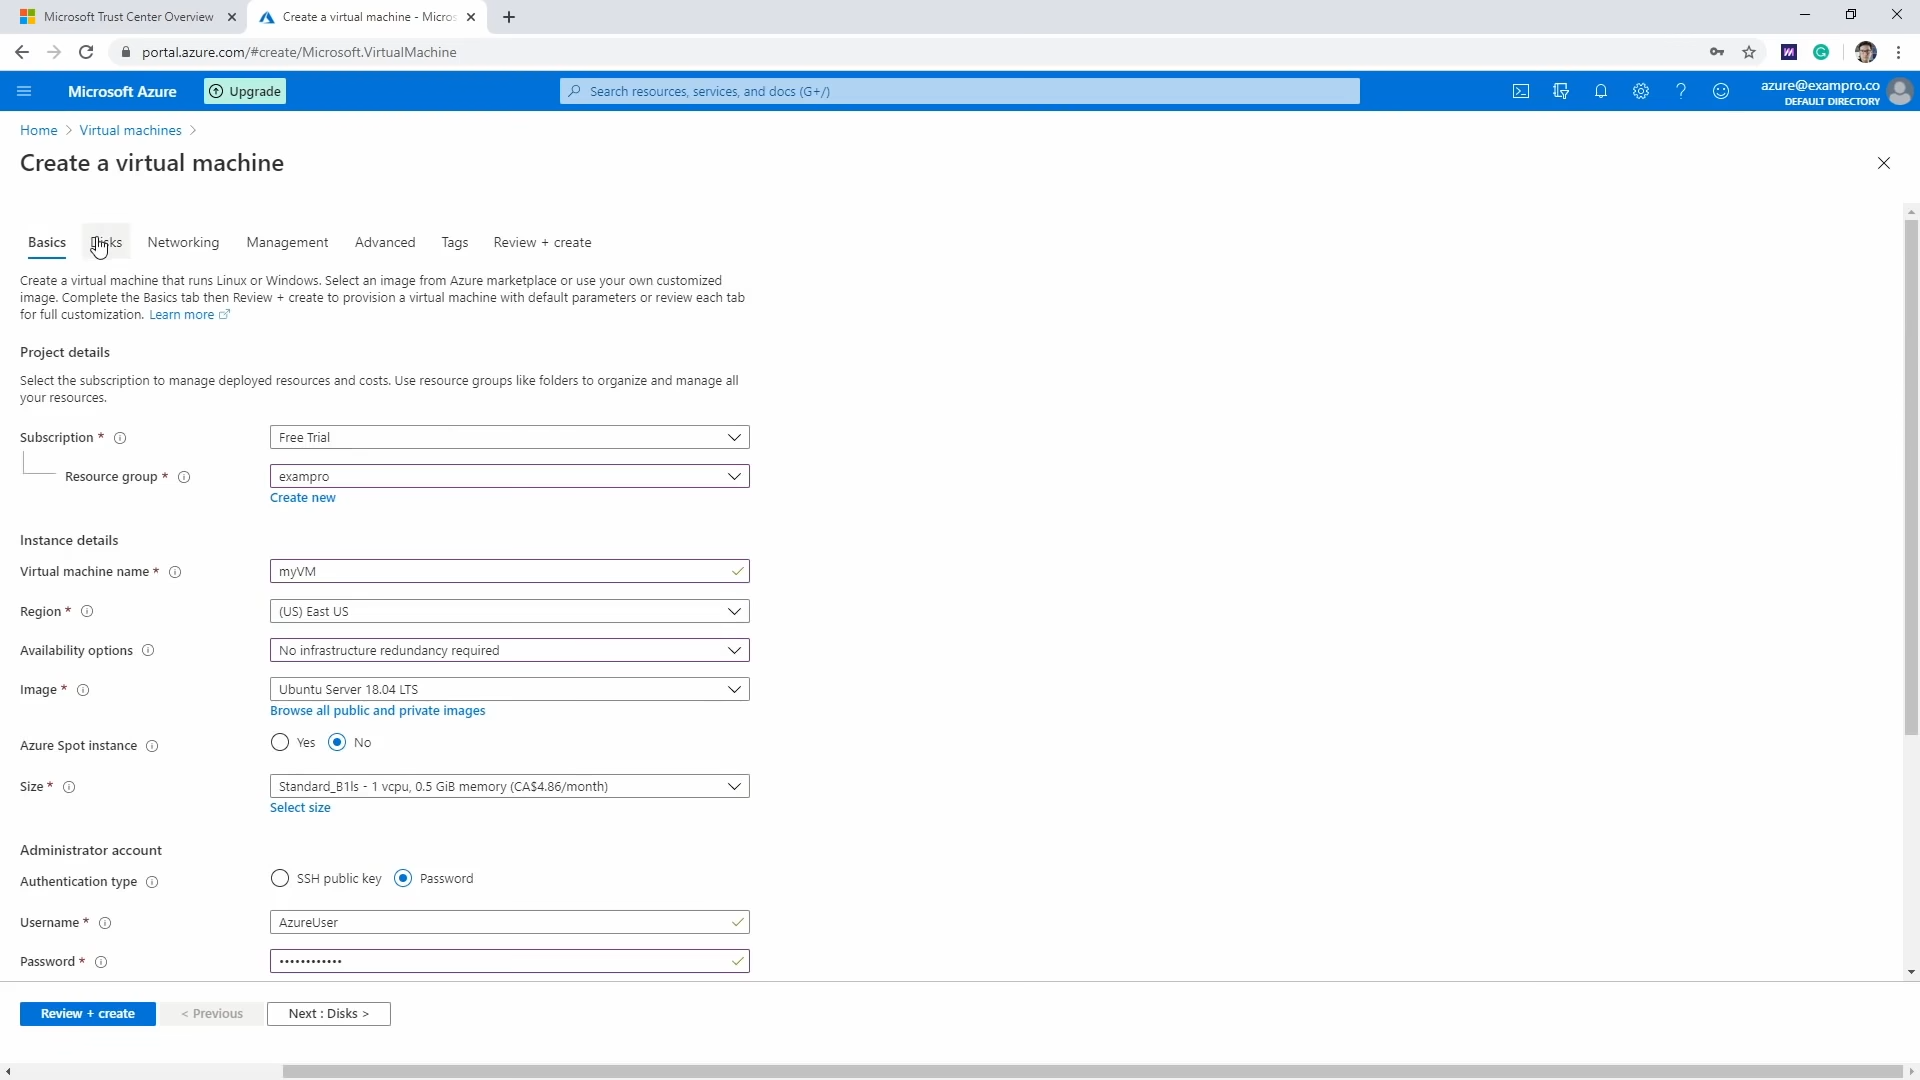 Microsoft Trust Center Overview
Create a virtual machine - Micros
portal.azure.com/#create/Microsoft.VirtualMachine
Microsoft Azure
Upgrade
Search resources, services, and docs (G+/)
azure@exampro.co
DEFAULT DIRECTORY
Home > Virtual machines >
Create a virtual machine
Basics Disks Networking Management Advanced Tags Review + create
Create a virtual machine that runs Linux or Windows. Select an image from Azure marketplace or use your own customized
image. Complete the Basics tab then Review + create to provision a virtual machine with default parameters or review each tab
for full customization. Learn more
Project details
Select the subscription to manage deployed resources and costs. Use resource groups like folders to organize and manage all
your resources.
Subscription * Free Trial
Resource group * exampro
Create new
Instance details
Virtual machine name * myVM
Region * (US) East US
Availability options No infrastructure redundancy required
Image * Ubuntu Server 18.04 LTS
Browse all public and private images
Azure Spot instance Yes No
Size * Standard_B1ls - 1 vcpu, 0.5 GiB memory (CA$4.86/month)
Select size
Administrator account
Authentication type SSH public key Password
Username * AzureUser
Password * ••••••••••••
Review + create < Previous Next : Disks >